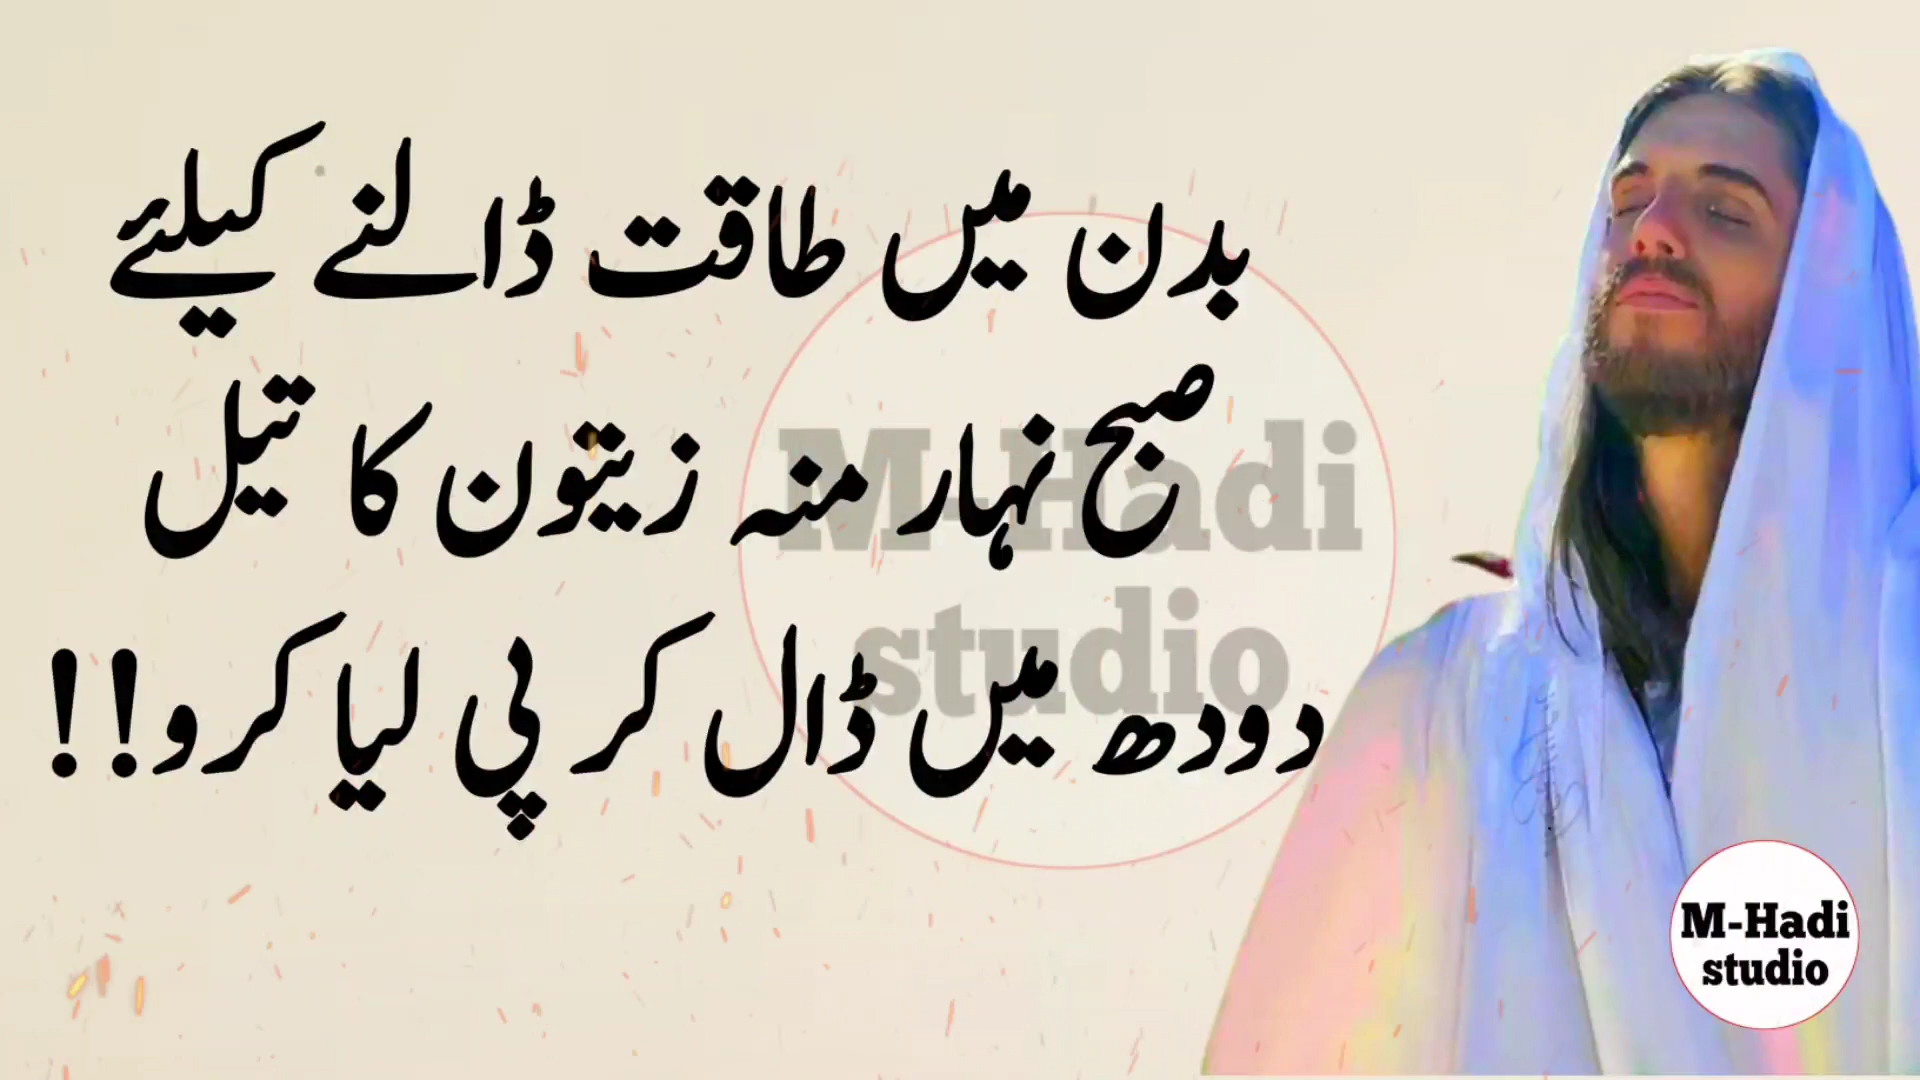 بدن میں طاقت ڈالنے کیلئے
صبح نہار منہ زیتون کا تیل
دودھ میں ڈال کر پی لیا کرو!!
M-Hadi
studio
M-Hadi
studio